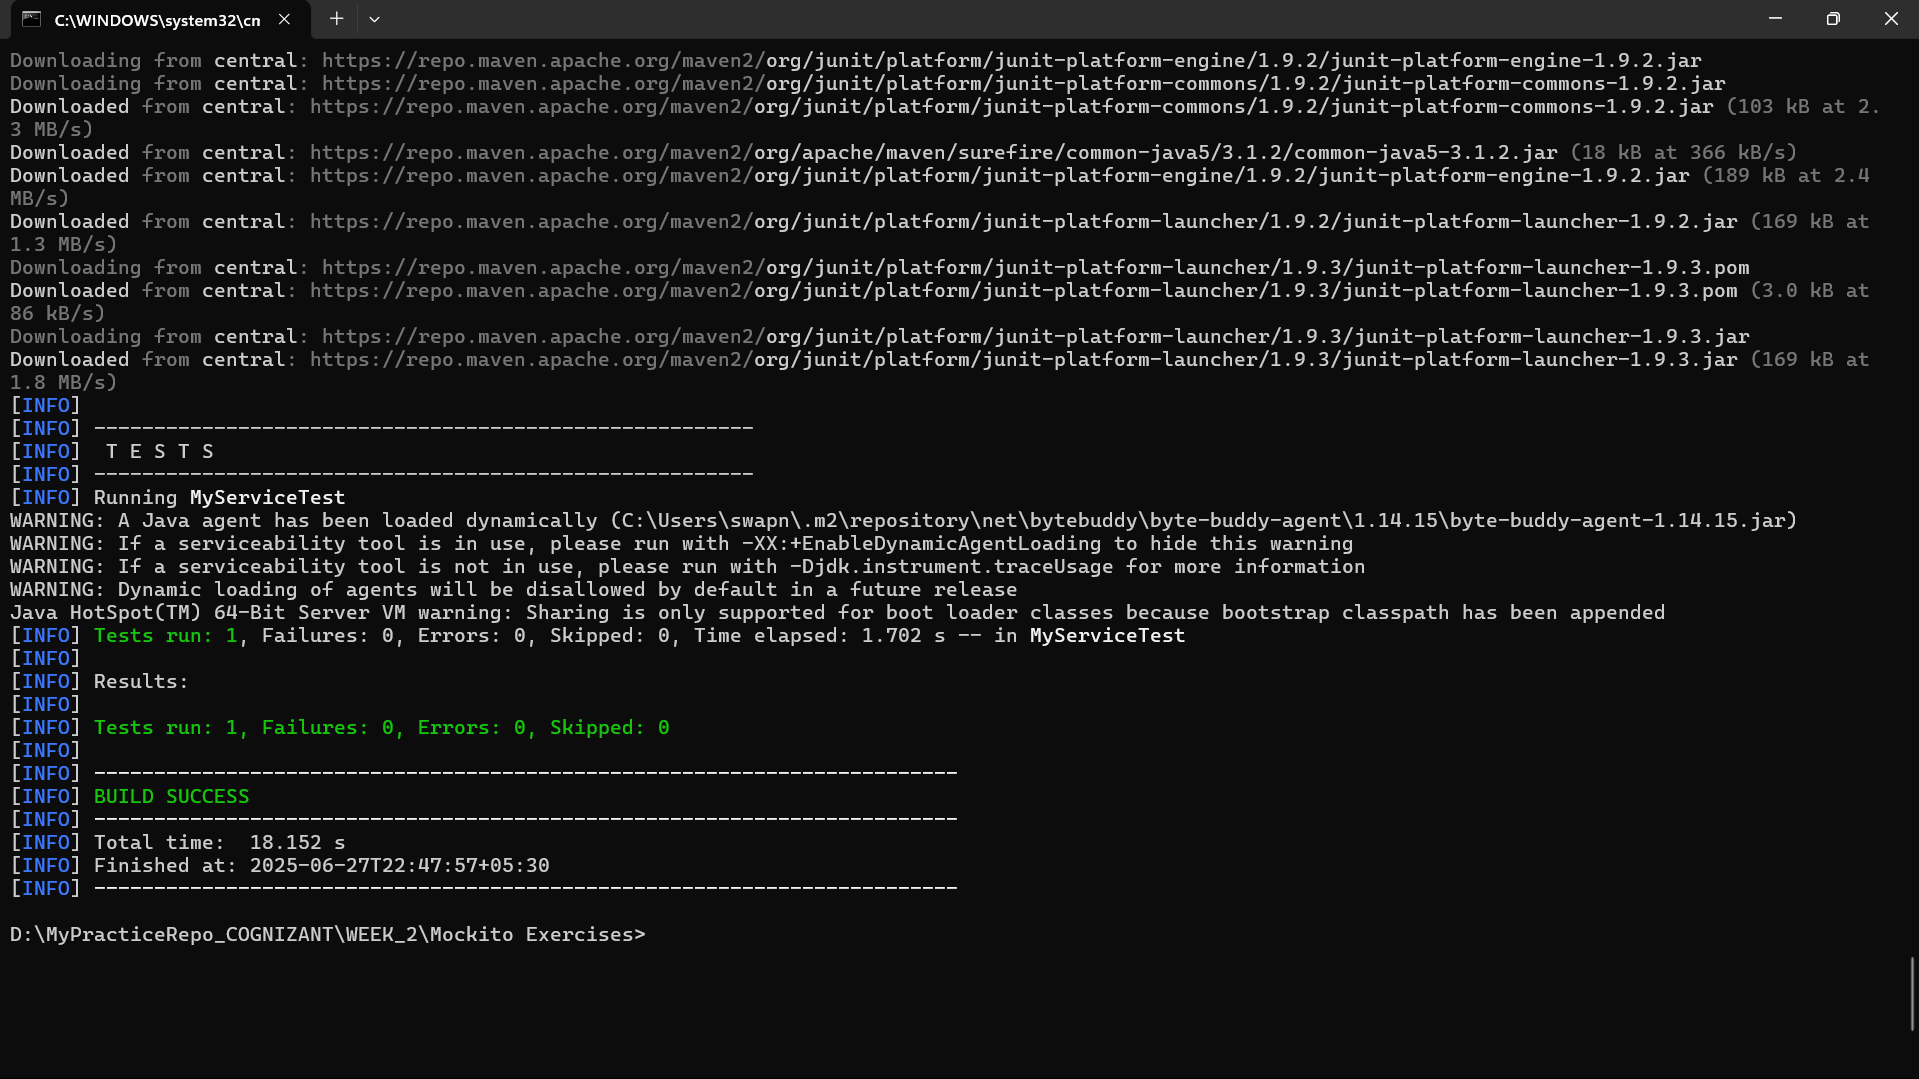 C:\WINDOWS\system32\cn
Downloading from central: https://repo.maven.apache.org/maven2/org/junit/platform/junit-platform-engine/1.9.2/junit-platform-engine-1.9.2.jar
Downloading from central: https://repo.maven.apache.org/maven2/org/junit/platform/junit-platform-commons/1.9.2/junit-platform-commons-1.9.2.jar
Downloaded from central: https://repo.maven.apache.org/maven2/org/junit/platform/junit-platform-commons/1.9.2/junit-platform-commons-1.9.2.jar (103 kB at 2.
3 MB/s)
Downloaded from central: https://repo.maven.apache.org/maven2/org/apache/maven/surefire/common-java5/3.1.2/common-java5-3.1.2.jar (18 kB at 366 kB/s)
Downloaded from central: https://repo.maven.apache.org/maven2/org/junit/platform/junit-platform-engine/1.9.2/junit-platform-engine-1.9.2.jar (189 kB at 2.4
MB/s)
Downloaded from central: https://repo.maven.apache.org/maven2/org/junit/platform/junit-platform-launcher/1.9.2/junit-platform-launcher-1.9.2.jar (169 kB at
1.3 MB/s)
Downloading from central: https://repo.maven.apache.org/maven2/org/junit/platform/junit-platform-launcher/1.9.3/junit-platform-launcher-1.9.3.pom
Downloaded from central: https://repo.maven.apache.org/maven2/org/junit/platform/junit-platform-launcher/1.9.3/junit-platform-launcher-1.9.3.pom (3.0 kB at
86 kB/s)
Downloading from central: https://repo.maven.apache.org/maven2/org/junit/platform/junit-platform-launcher/1.9.3/junit-platform-launcher-1.9.3.jar
Downloaded from central: https://repo.maven.apache.org/maven2/org/junit/platform/junit-platform-launcher/1.9.3/junit-platform-launcher-1.9.3.jar (169 kB at
1.8 MB/s)
[INFO]
[INFO] -------------------------------------------------------
[INFO]  T E S T S
[INFO] -------------------------------------------------------
[INFO] Running MyServiceTest
WARNING: A Java agent has been loaded dynamically (C:\Users\swapn\.m2\repository\net\bytebuddy\byte-buddy-agent\1.14.15\byte-buddy-agent-1.14.15.jar)
WARNING: If a serviceability tool is in use, please run with -XX:+EnableDynamicAgentLoading to hide this warning
WARNING: If a serviceability tool is not in use, please run with -Djdk.instrument.traceUsage for more information
WARNING: Dynamic loading of agents will be disallowed by default in a future release
Java HotSpot(TM) 64-Bit Server VM warning: Sharing is only supported for boot loader classes because bootstrap classpath has been appended
[INFO] Tests run: 1, Failures: 0, Errors: 0, Skipped: 0, Time elapsed: 1.702 s -- in MyServiceTest
[INFO]
[INFO] Results:
[INFO]
[INFO] Tests run: 1, Failures: 0, Errors: 0, Skipped: 0
[INFO]
[INFO] ------------------------------------------------------------------------
[INFO] BUILD SUCCESS
[INFO] ------------------------------------------------------------------------
[INFO] Total time:  18.152 s
[INFO] Finished at: 2025-06-27T22:47:57+05:30
[INFO] ------------------------------------------------------------------------
D:\MyPracticeRepo_COGNIZANT\WEEK_2\Mockito Exercises>